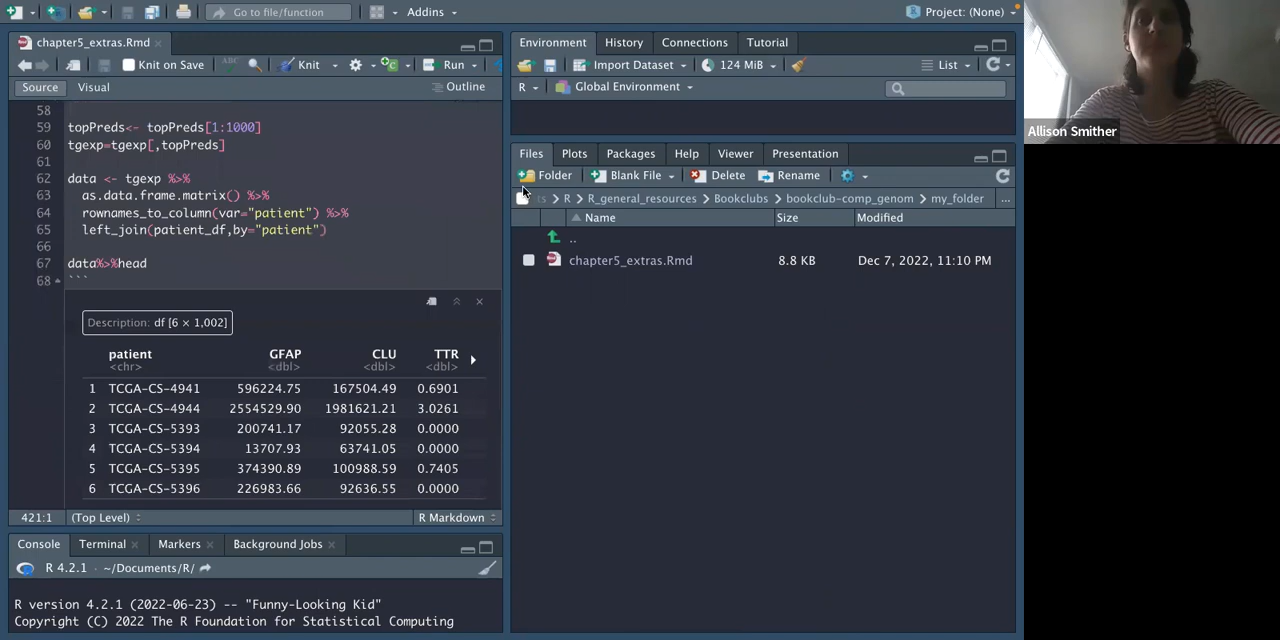 Go to file/function
Addins
Project: (None)
chapter5_extras.Rmd
Knit on Save
ABC
Knit
Run
Source
Visual
Outline
58
59 topPreds<- topPreds[1:1000]
60 tgexp=tgexp[,topPreds]
61
62 data <- tgexp %>%
63 as.data.frame.matrix() %>%
64 rownames_to_column(var="patient") %>%
65 left_join(patient_df,by="patient")
66
67 data%>%head
68 ```
Description: df [6 × 1,002]
patient GFAP CLU TTR
<chr> <dbl> <dbl> <dbl>
1 TCGA-CS-4941 596224.75 167504.49 0.6901
2 TCGA-CS-4944 2554529.90 1981621.21 3.0261
3 TCGA-CS-5393 200741.17 92055.28 0.0000
4 TCGA-CS-5394 13707.93 63741.05 0.0000
5 TCGA-CS-5395 374390.89 100988.59 0.7405
6 TCGA-CS-5396 226983.66 92636.55 0.0000
421:1 (Top Level) R Markdown
Console Terminal Markers Background Jobs
R 4.2.1 · ~/Documents/R/
R version 4.2.1 (2022-06-23) -- "Funny-Looking Kid"
Copyright (C) 2022 The R Foundation for Statistical Computing
Environment History Connections Tutorial
Import Dataset 124 MiB List
R Global Environment
Files Plots Packages Help Viewer Presentation
Folder Blank File Delete Rename
R > R_general_resources > Bookclubs > bookclub-comp_genom > my_folder ...
Name Size Modified
..
chapter5_extras.Rmd 8.8 KB Dec 7, 2022, 11:10 PM
Allison Smither